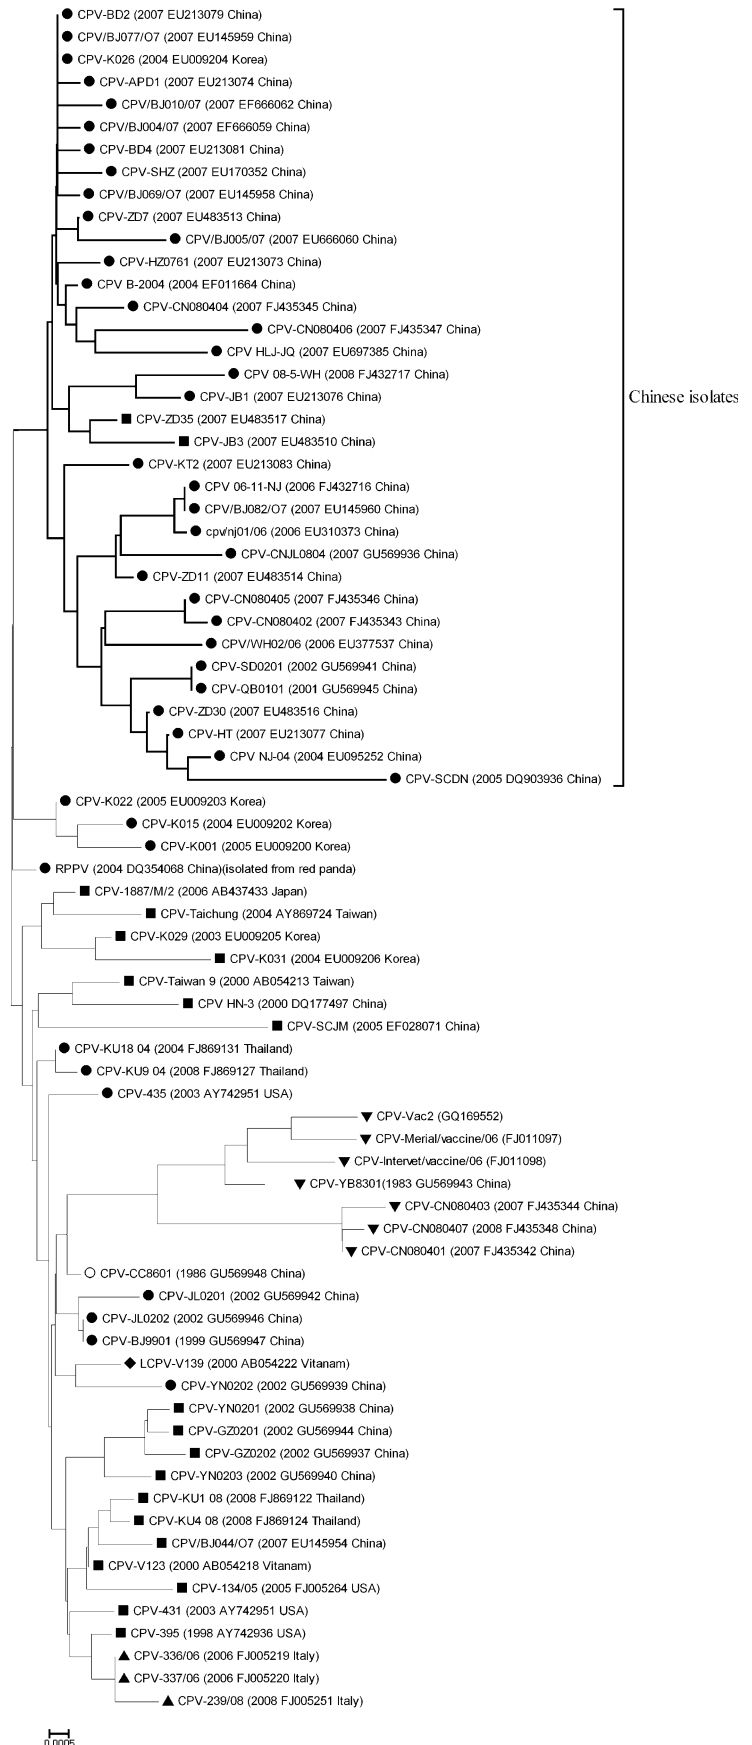 CPV-BD2 (2007 EU213079 China)
CPV/BJ077/O7 (2007 EU145959 China)
CPV-K026 (2004 EU009204 Korea)
CPV-APD1 (2007 EU213074 China)
CPV/BJ010/07 (2007 EF666062 China)
CPV/BJ004/07 (2007 EF666059 China)
CPV-BD4 (2007 EU213081 China)
CPV-SHZ (2007 EU170352 China)
CPV/BJ069/O7 (2007 EU145958 China)
CPV-ZD7 (2007 EU483513 China)
CPV/BJ005/07 (2007 EU666060 China)
CPV-HZ0761 (2007 EU213073 China)
CPV B-2004 (2004 EF011664 China)
CPV-CN080404 (2007 FJ435345 China)
CPV-CN080406 (2007 FJ435347 China)
CPV HLJ-JQ (2007 EU697385 China)
CPV 08-5-WH (2008 FJ432717 China)
CPV-JB1 (2007 EU213076 China)
Chinese isolates
CPV-ZD35 (2007 EU483517 China)
CPV-JB3 (2007 EU483510 China)
CPV-KT2 (2007 EU213083 China)
CPV 06-11-NJ (2006 FJ432716 China)
CPV/BJ082/O7 (2007 EU145960 China)
cpv/nj01/06 (2006 EU310373 China)
CPV-CNJL0804 (2007 GU569936 China)
CPV-ZD11 (2007 EU483514 China)
CPV-CN080405 (2007 FJ435346 China)
CPV-CN080402 (2007 FJ435343 China)
CPV/WH02/06 (2006 EU377537 China)
CPV-SD0201 (2002 GU569941 China)
CPV-QB0101 (2001 GU569945 China)
CPV-ZD30 (2007 EU483516 China)
CPV-HT (2007 EU213077 China)
CPV NJ-04 (2004 EU095252 China)
CPV-SCDN (2005 DQ903936 China)
CPV-K022 (2005 EU009203 Korea)
CPV-K015 (2004 EU009202 Korea)
CPV-K001 (2005 EU009200 Korea)
RPPV (2004 DQ354068 China)(isolated from red panda)
CPV-1887/M/2 (2006 AB437433 Japan)
CPV-Taichung (2004 AY869724 Taiwan)
CPV-K029 (2003 EU009205 Korea)
CPV-K031 (2004 EU009206 Korea)
CPV-Taiwan 9 (2000 AB054213 Taiwan)
CPV HN-3 (2000 DQ177497 China)
CPV-SCJM (2005 EF028071 China)
CPV-KU18 04 (2004 FJ869131 Thailand)
CPV-KU9 04 (2008 FJ869127 Thailand)
CPV-435 (2003 AY742951 USA)
CPV-Vac2 (GQ169552)
CPV-Merial/vaccine/06 (FJ011097)
CPV-Intervet/vaccine/06 (FJ011098)
CPV-YB8301(1983 GU569943 China)
CPV-CN080403 (2007 FJ435344 China)
CPV-CN080407 (2008 FJ435348 China)
CPV-CN080401 (2007 FJ435342 China)
CPV-CC8601 (1986 GU569948 China)
CPV-JL0201 (2002 GU569942 China)
CPV-JL0202 (2002 GU569946 China)
CPV-BJ9901 (1999 GU569947 China)
LCPV-V139 (2000 AB054222 Vitanam)
CPV-YN0202 (2002 GU569939 China)
CPV-YN0201 (2002 GU569938 China)
CPV-GZ0201 (2002 GU569944 China)
CPV-GZ0202 (2002 GU569937 China)
CPV-YN0203 (2002 GU569940 China)
CPV-KU1 08 (2008 FJ869122 Thailand)
CPV-KU4 08 (2008 FJ869124 Thailand)
CPV/BJ044/O7 (2007 EU145954 China)
CPV-V123 (2000 AB054218 Vitanam)
CPV-134/05 (2005 FJ005264 USA)
CPV-431 (2003 AY742951 USA)
CPV-395 (1998 AY742936 USA)
CPV-336/06 (2006 FJ005219 Italy)
CPV-337/06 (2006 FJ005220 Italy)
CPV-239/08 (2008 FJ005251 Italy)
0.0005